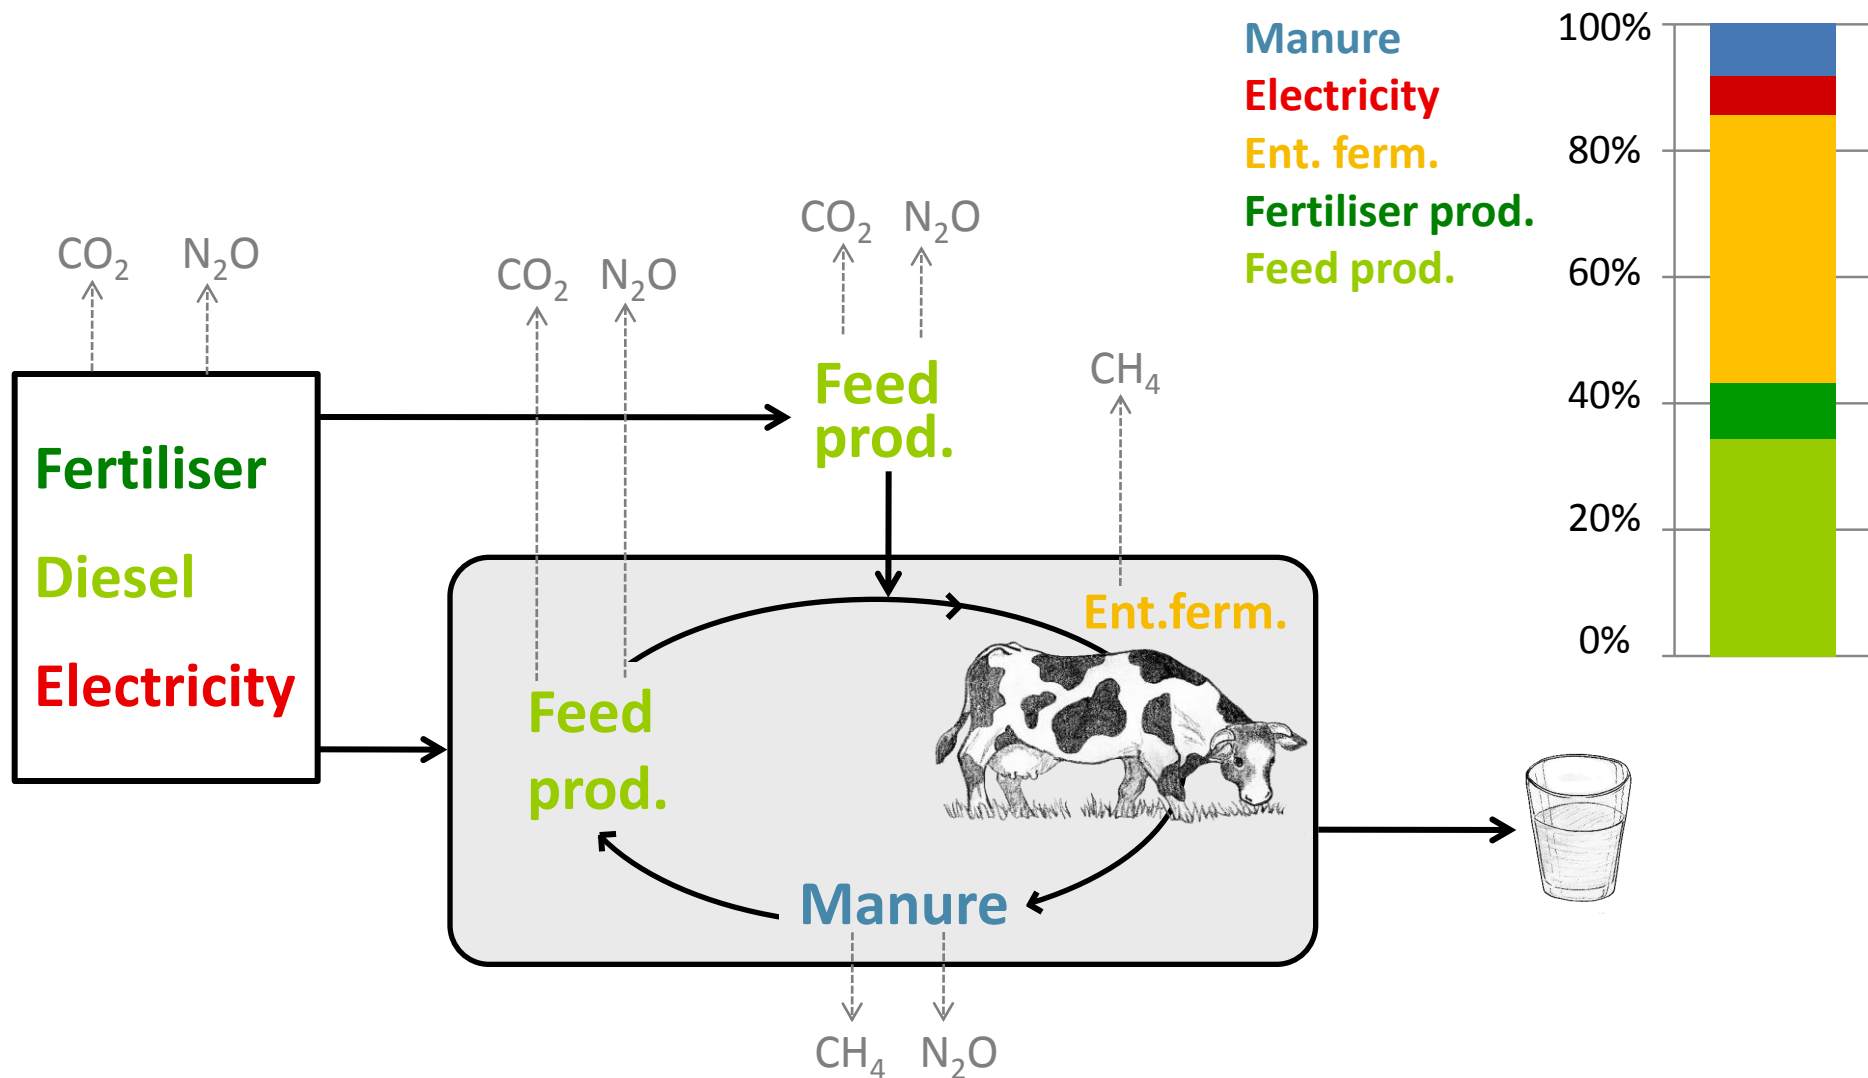 Manure
Electricity
Ent. ferm.
Fertiliser prod.
Feed prod.
100%
80%
60%
40%
20%
0%
CO₂ N₂O
CO₂ N₂O
CO₂ N₂O
CH₄
Fertiliser
Diesel
Electricity
Feed
prod.
Ent.ferm.
Feed
prod.
Manure
CH₄ N₂O